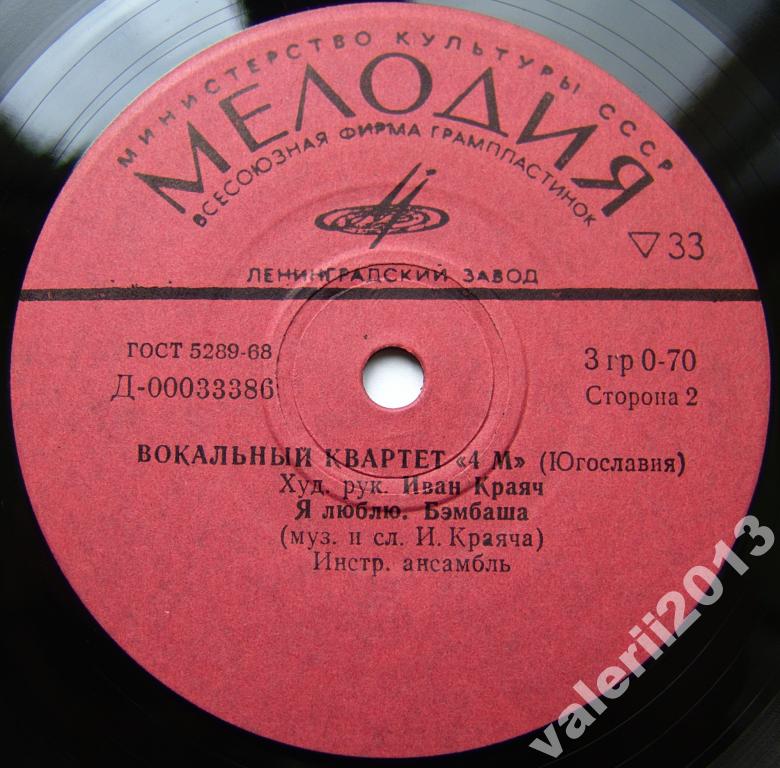 МИНИСТЕРСТВО КУЛЬТУРЫ СССР
МЕЛОДИЯ
ВСЕСОЮЗНАЯ ФИРМА ГРАМПЛАСТИНОК
▽ 33
ЛЕНИНГРАДСКИЙ ЗАВОД
ГОСТ 5289-68
3 гр 0-70
Д-00033386
Сторона 2
ВОКАЛЬНЫЙ КВАРТЕТ «4 М» (Югославия)
Худ. рук. Иван Краяч
Я люблю. Бэмбаша
(муз. и сл. И. Краяча)
Инстр. ансамбль
valerii2013